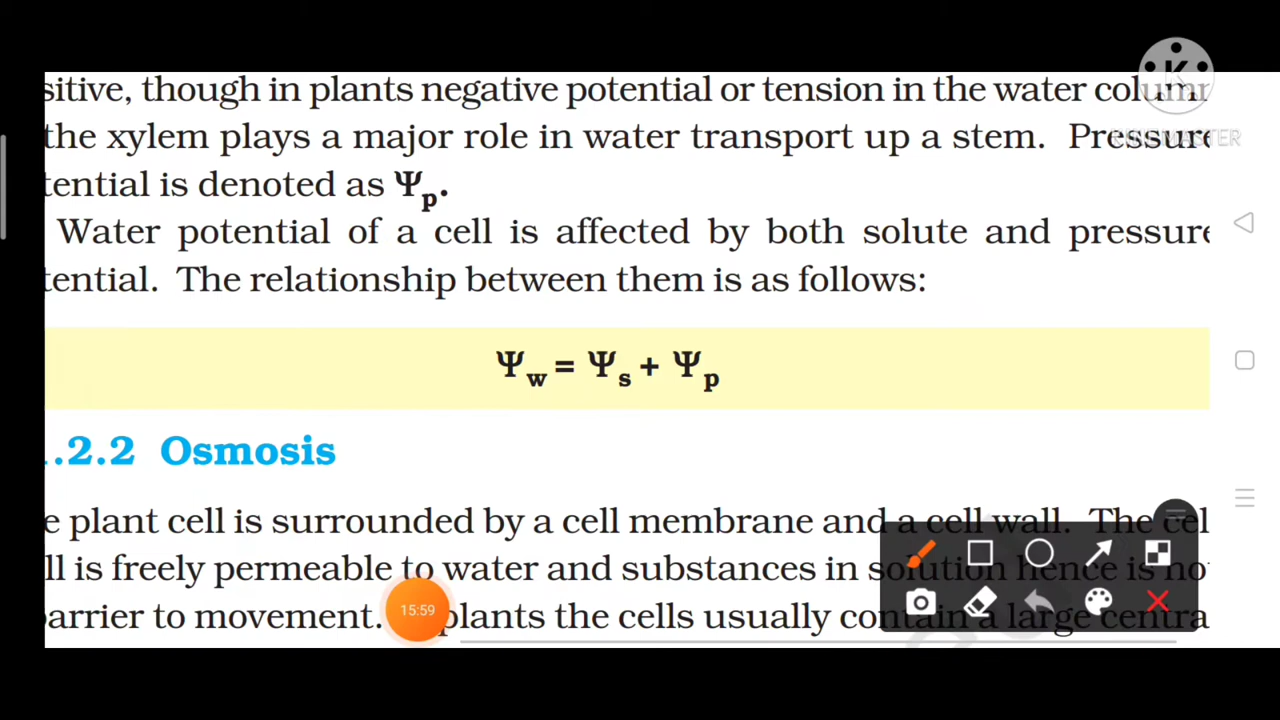 sitive, though in plants negative potential or tension in the water column
the xylem plays a major role in water transport up a stem. Pressure
tential is denoted as Ψp.
Water potential of a cell is affected by both solute and pressure
tential. The relationship between them is as follows:
Ψw = Ψs + Ψp
.2.2 Osmosis
e plant cell is surrounded by a cell membrane and a cell wall. The cel
ll is freely permeable to water and substances in solution hence is no
barrier to movement. plants the cells usually contain a large centra
15:59
KINEMASTER